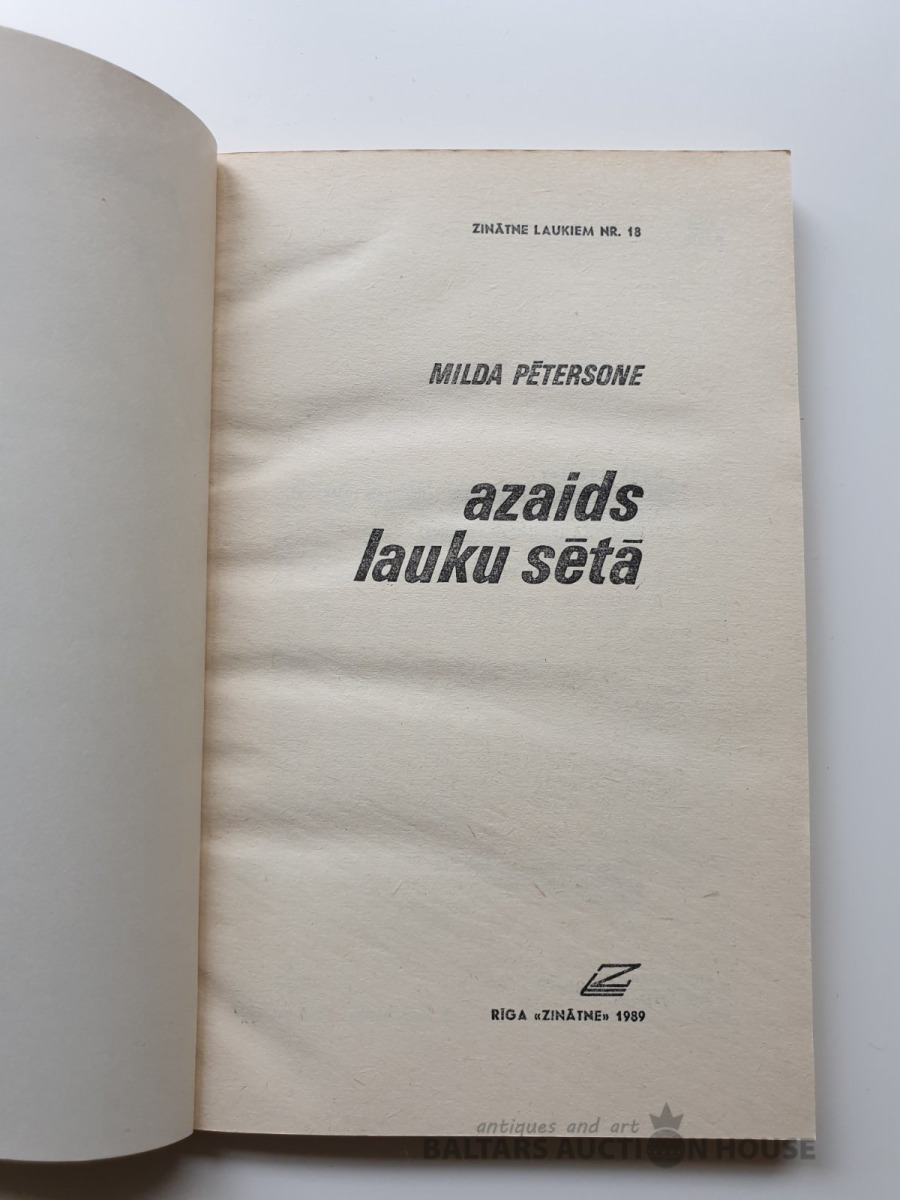 ZINĀTNE LAUKIEM NR. 18
MILDA PĒTERSONE
azaids
lauku sētā
RĪGA «ZINĀTNE» 1989
antiques and art
BALTARS AUCTION HOUSE